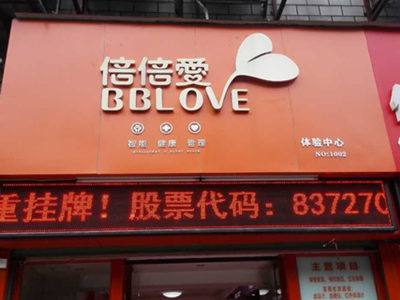 倍倍愛
BBLOVE
智能 健康 管理
体验中心
NO:1002
重挂牌！股票代码：837270
主营项目